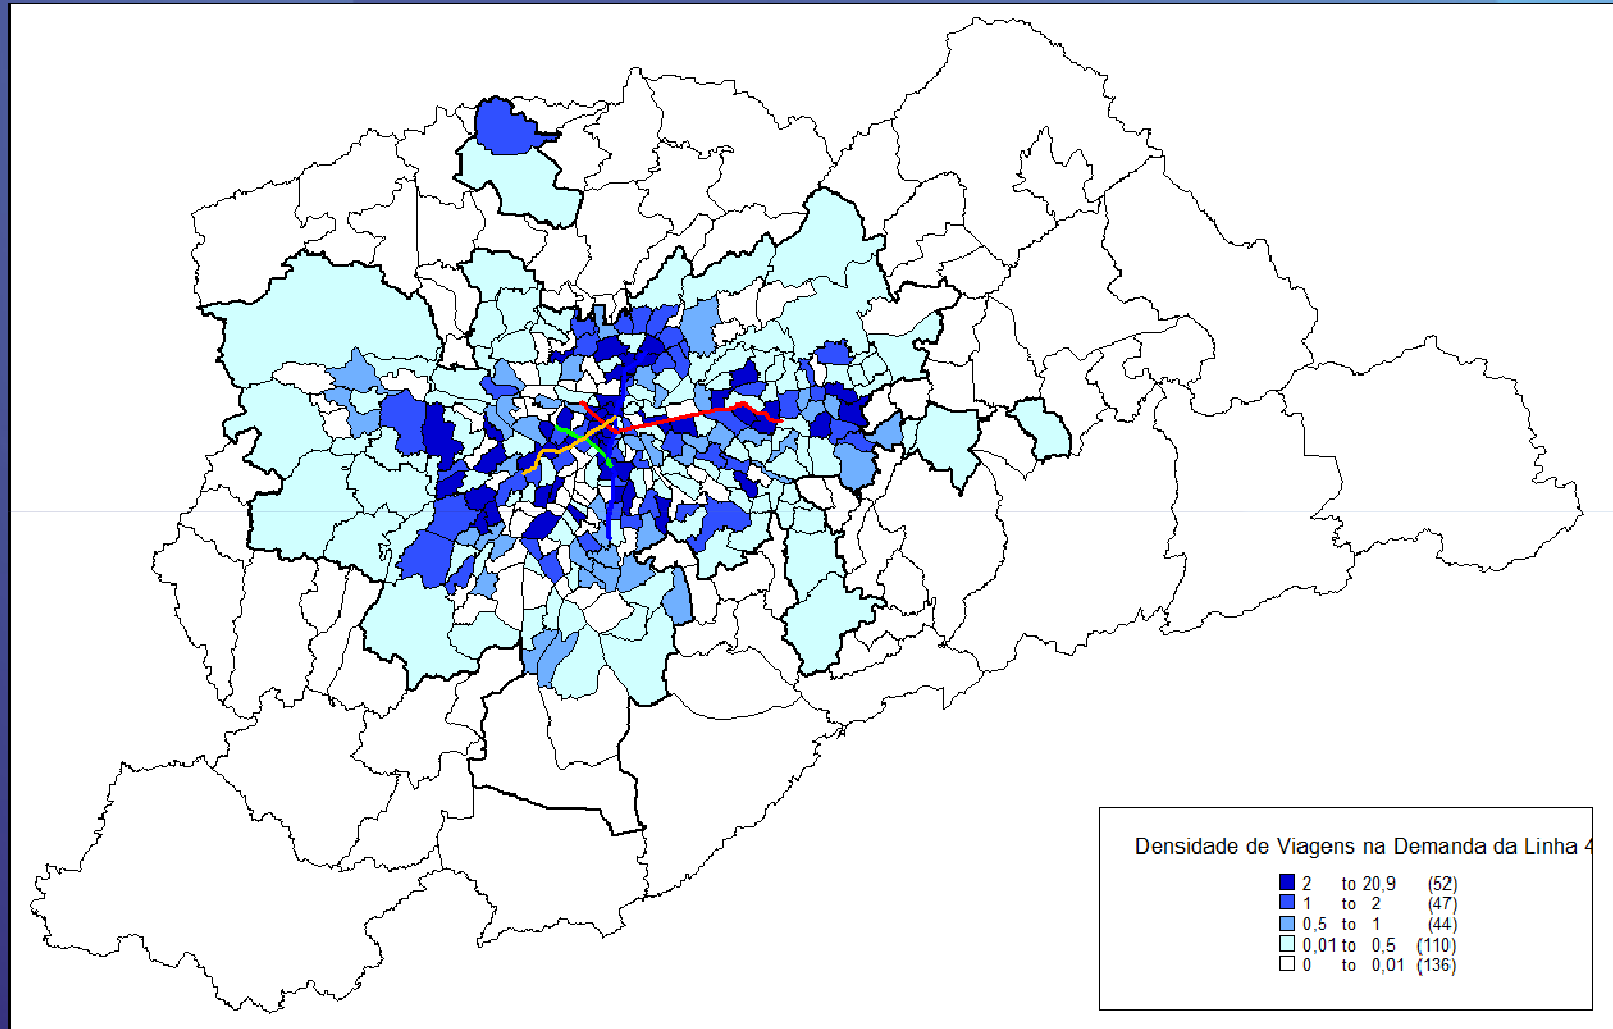 Densidade de Viagens na Demanda da Linha 4
2 to 20,9 (52)
1 to 2 (47)
0,5 to 1 (44)
0,01 to 0,5 (110)
0 to 0,01 (136)